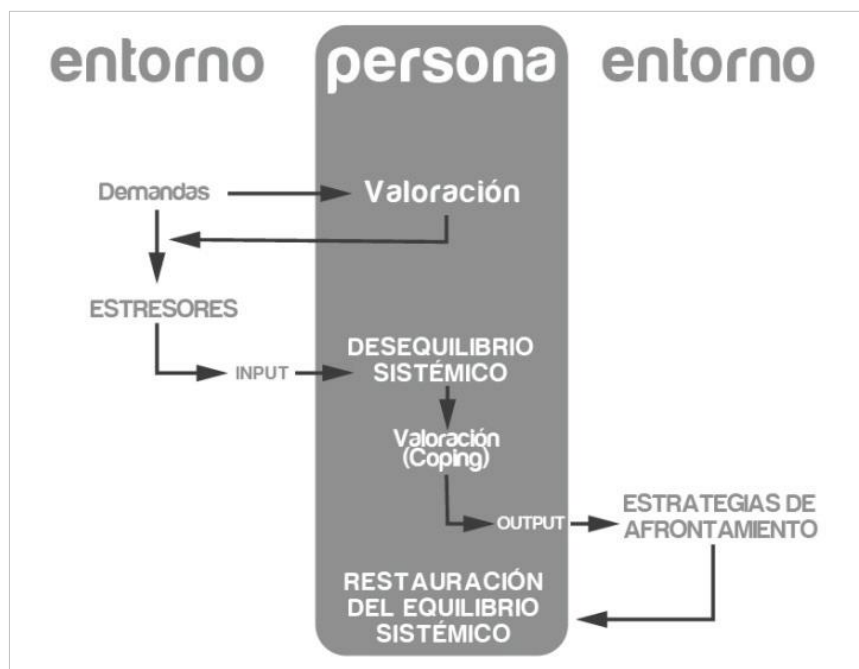 entorno
persona
entorno
Demandas
Valoración
ESTRESORES
INPUT
DESEQUILIBRIO
SISTÉMICO
Valoración
(Coping)
OUTPUT
ESTRATEGIAS DE
AFRONTAMIENTO
RESTAURACIÓN
DEL EQUILIBRIO
SISTÉMICO